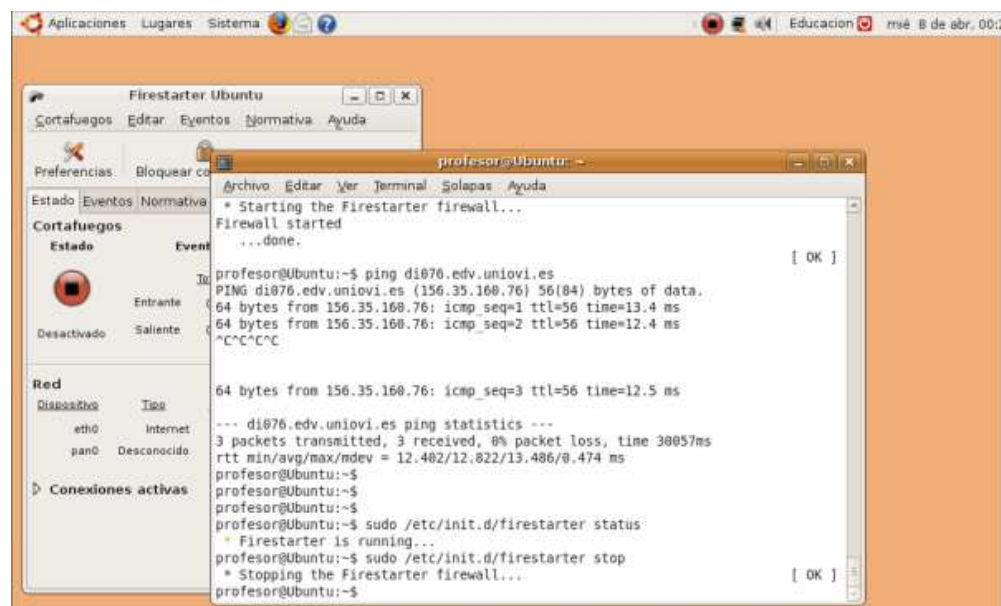 Aplicaciones Lugares Sistema
Educacion mié 8 de abr, 00:
Firestarter Ubuntu
Cortafuegos Editar Eventos Normativa Ayuda
Preferencias Bloquear co
Estado Eventos Normativa
Cortafuegos
Estado Event
To
Entrante
Desactivado Saliente
Red
Dispositivo Tipo
eth0 Internet
pan0 Desconocido
Conexiones activas
profesor@Ubuntu: ~
Archivo Editar Ver Terminal Solapas Ayuda
* Starting the Firestarter firewall...
Firewall started
...done.
[ OK ]
profesor@Ubuntu:~$ ping di076.edv.uniovi.es
PING di076.edv.uniovi.es (156.35.160.76) 56(84) bytes of data.
64 bytes from 156.35.160.76: icmp_seq=1 ttl=56 time=13.4 ms
64 bytes from 156.35.160.76: icmp_seq=2 ttl=56 time=12.4 ms
^C^C^C^C
64 bytes from 156.35.160.76: icmp_seq=3 ttl=56 time=12.5 ms
--- di076.edv.uniovi.es ping statistics ---
3 packets transmitted, 3 received, 0% packet loss, time 30057ms
rtt min/avg/max/mdev = 12.402/12.822/13.486/0.474 ms
profesor@Ubuntu:~$
profesor@Ubuntu:~$
profesor@Ubuntu:~$
profesor@Ubuntu:~$ sudo /etc/init.d/firestarter status
* Firestarter is running...
profesor@Ubuntu:~$ sudo /etc/init.d/firestarter stop
* Stopping the Firestarter firewall... [ OK ]
profesor@Ubuntu:~$